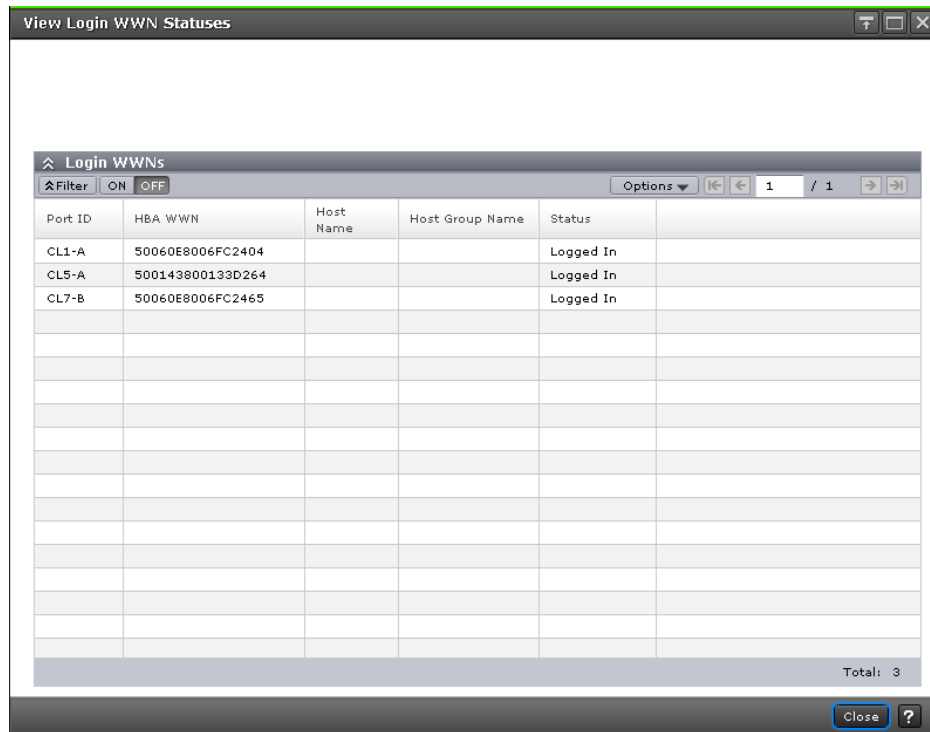 View Login WWN Statuses
Login WWNs
Filter ON OFF Options 1 / 1
Port ID HBA WWN Host Name Host Group Name Status
CL1-A 50060E8006FC2404 Logged In
CL5-A 500143800133D264 Logged In
CL7-B 50060E8006FC2465 Logged In
Total: 3
Close ?